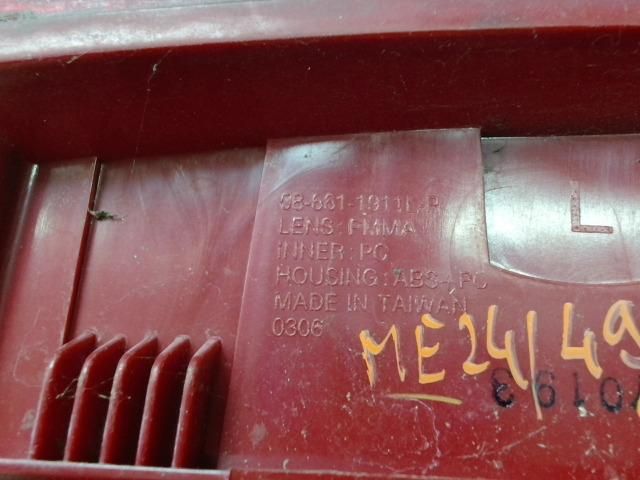 L
LENS: PMMA
INNER: PC
HOUSING: ABS+PC
MADE IN TAIWAN
0306
ME24/49